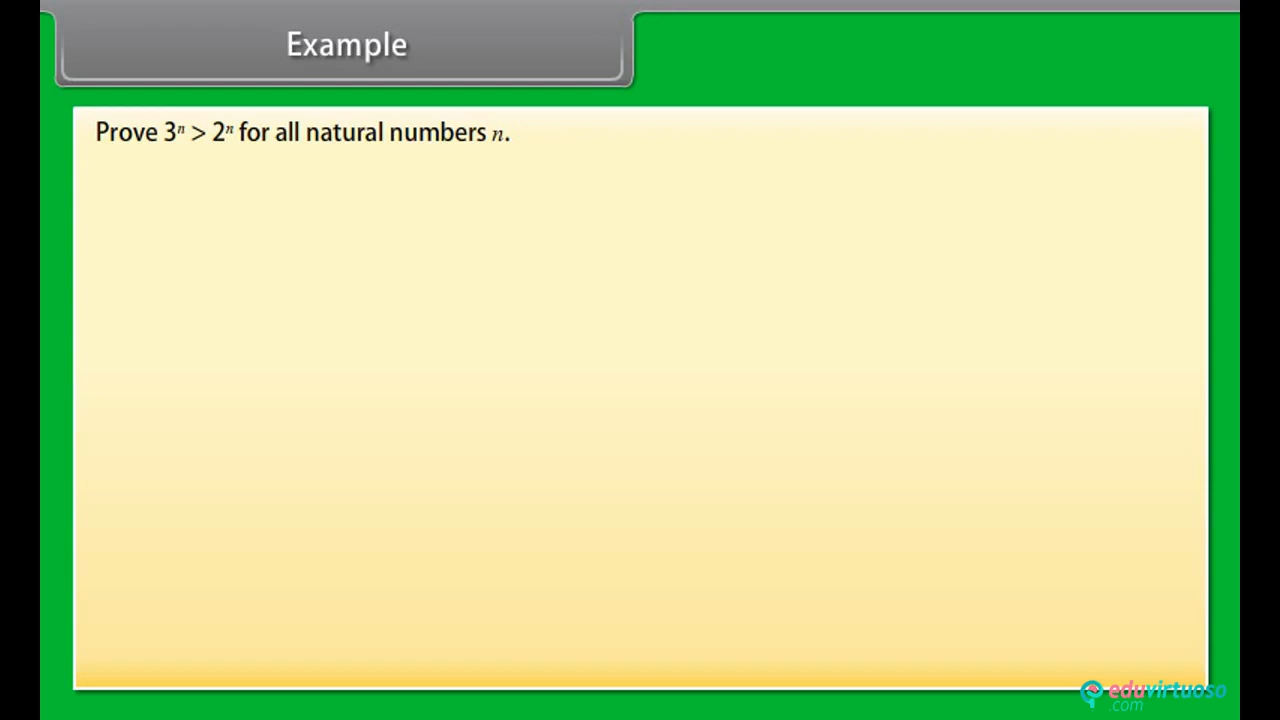 Example
Prove 3ⁿ > 2ⁿ for all natural numbers n.
eduvirtuoso
.com